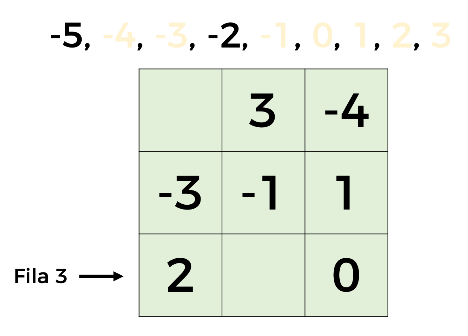 -5, -4, -3, -2, -1, 0, 1, 2, 3
3 -4
-3 -1 1
Fila 3 2 0